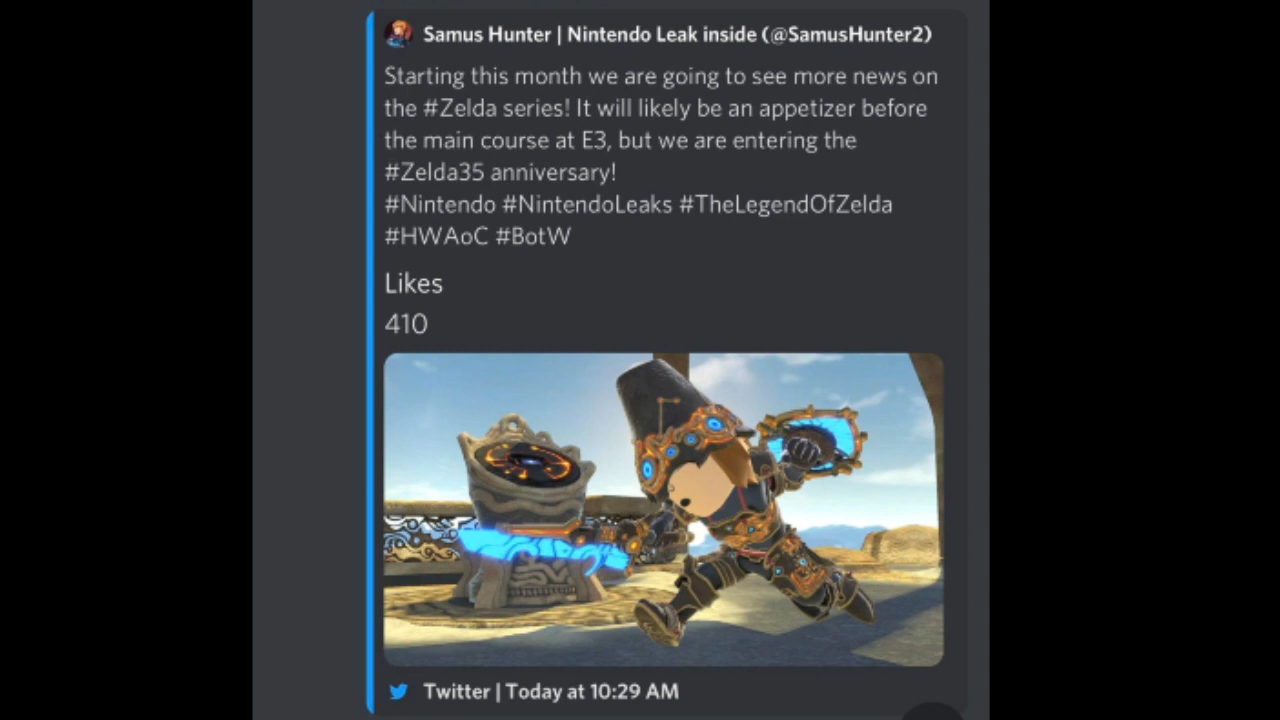 Samus Hunter | Nintendo Leak inside (@SamusHunter2)
Starting this month we are going to see more news on
the #Zelda series! It will likely be an appetizer before
the main course at E3, but we are entering the
#Zelda35 anniversary!
#Nintendo #NintendoLeaks #TheLegendOfZelda
#HWAoC #BotW
Likes
410
Twitter | Today at 10:29 AM